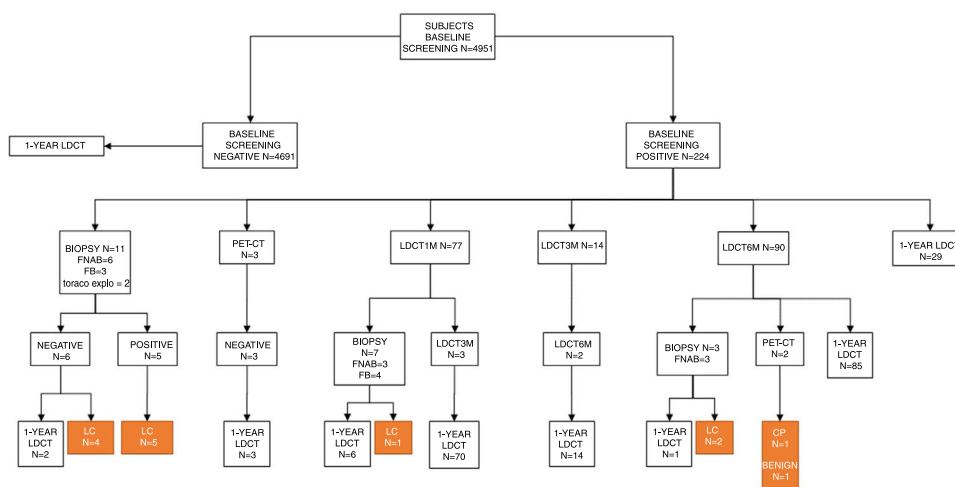 SUBJECTS
BASELINE
SCREENING N=4951
1-YEAR LDCT
BASELINE
SCREENING
NEGATIVE N=4691
BASELINE
SCREENING
POSITIVE N=224
BIOPSY N=11
FNAB=6
FB=3
toraco explo = 2
PET-CT
N=3
LDCT1M N=77
LDCT3M N=14
LDCT6M N=90
1-YEAR LDCT
N=29
NEGATIVE
N=6
POSITIVE
N=5
NEGATIVE
N=3
BIOPSY
N=7
FNAB=3
FB=4
LDCT3M
N=3
LDCT6M
N=2
BIOPSY N=3
FNAB=3
PET-CT
N=2
1-YEAR
LDCT
N=85
1-YEAR
LDCT
N=2
LC
N=4
LC
N=5
1-YEAR
LDCT
N=3
1-YEAR
LDCT
N=6
LC
N=1
1-YEAR
LDCT
N=70
1-YEAR
LDCT
N=14
1-YEAR
LDCT
N=1
LC
N=2
CP
N=1
BENIGN
N=1